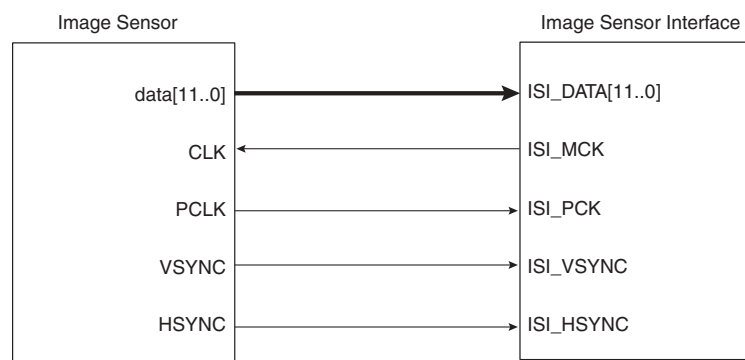 Image Sensor
Image Sensor Interface
data[11..0]
ISI_DATA[11..0]
CLK
ISI_MCK
PCLK
ISI_PCK
VSYNC
ISI_VSYNC
HSYNC
ISI_HSYNC